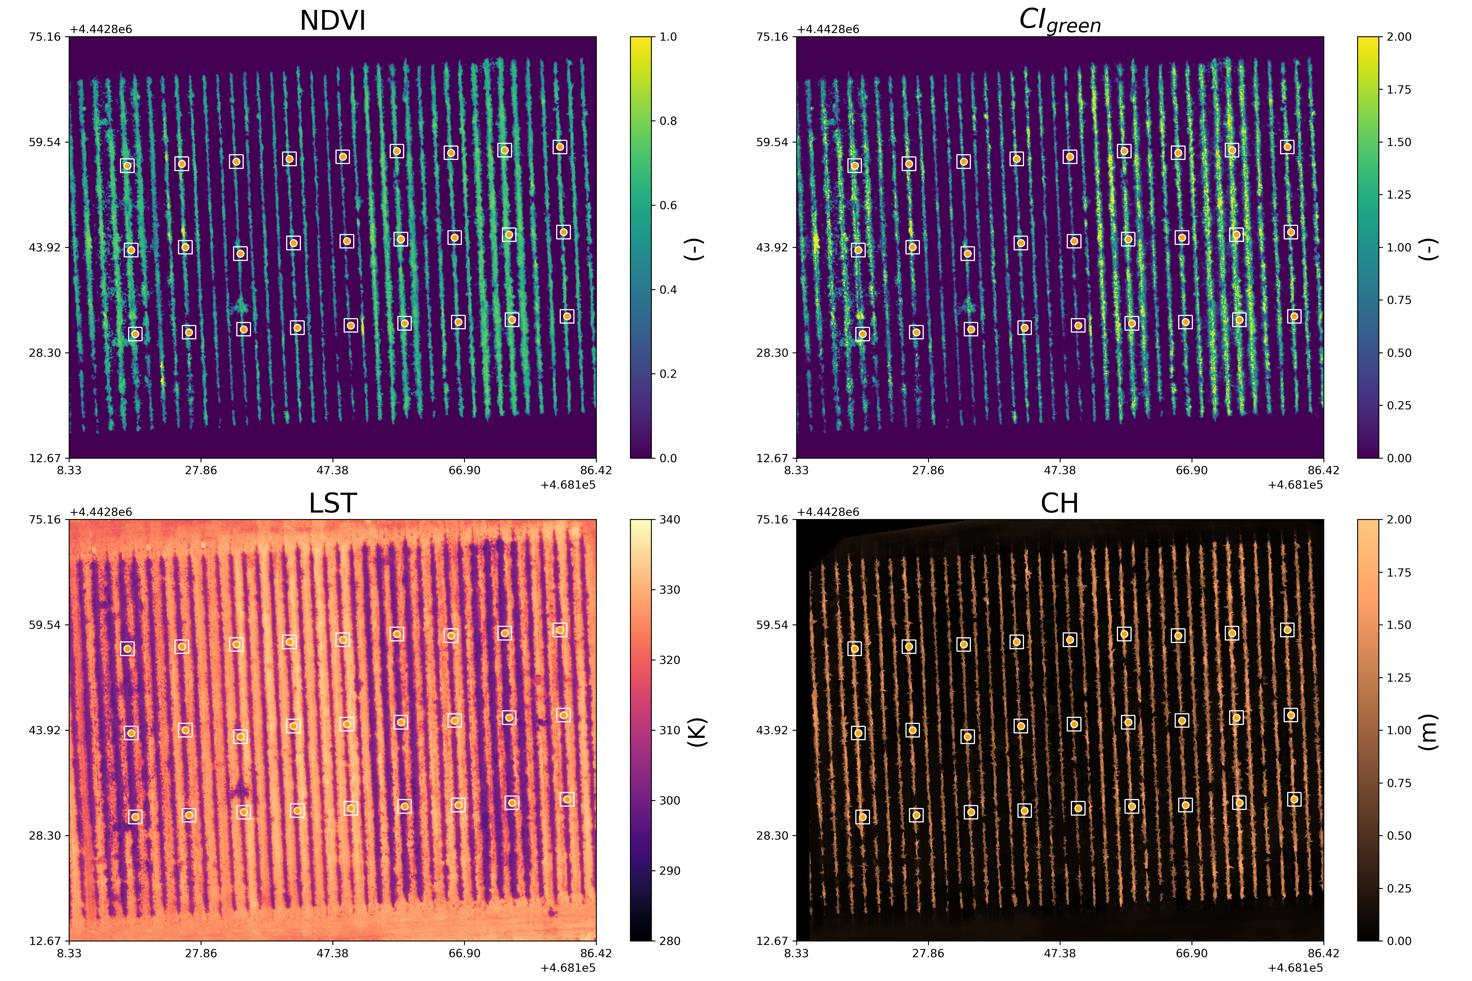 NDVI
+4.4428e6
75.16
59.54
43.92
28.30
12.67
8.33 27.86 47.38 66.90 86.42
+4.681e5
1.0
0.8
0.6
0.4
0.2
0.0
(-)
CIgreen
+4.4428e6
75.16
59.54
43.92
28.30
12.67
8.33 27.86 47.38 66.90 86.42
+4.681e5
2.00
1.75
1.50
1.25
1.00
0.75
0.50
0.25
0.00
(-)
LST
+4.4428e6
75.16
59.54
43.92
28.30
12.67
8.33 27.86 47.38 66.90 86.42
+4.681e5
340
330
320
310
300
290
280
(K)
CH
+4.4428e6
75.16
59.54
43.92
28.30
12.67
8.33 27.86 47.38 66.90 86.42
+4.681e5
2.00
1.75
1.50
1.25
1.00
0.75
0.50
0.25
0.00
(m)